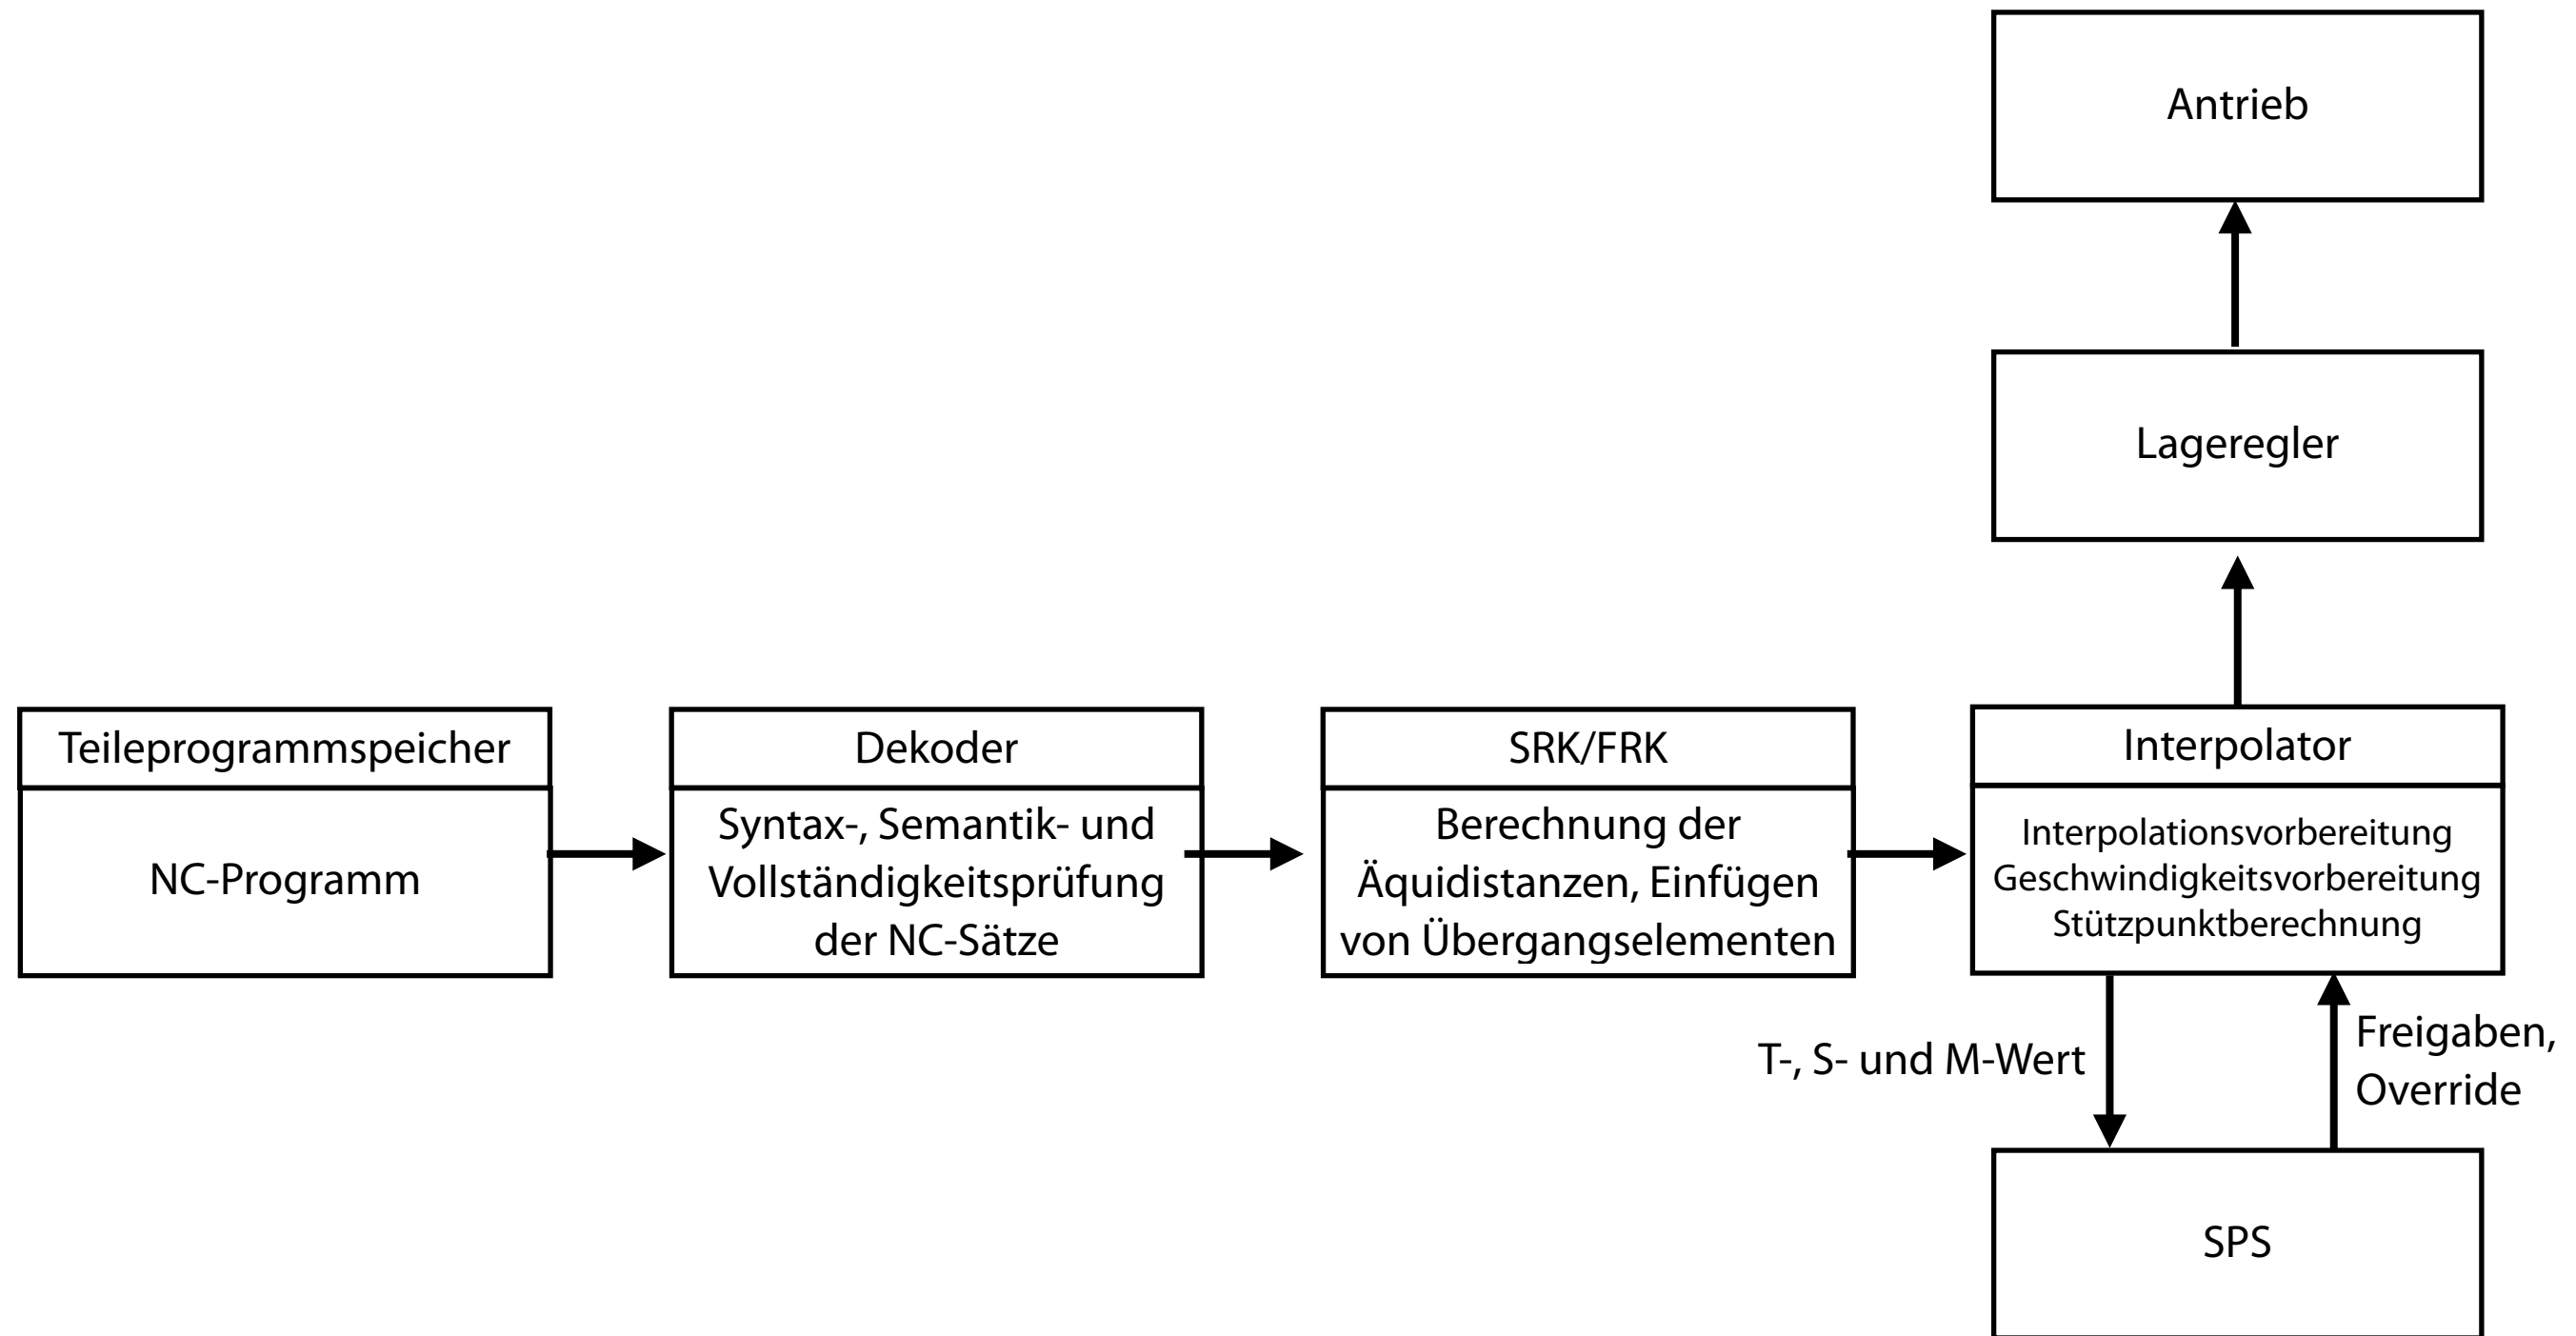 Antrieb
Lageregler
Teileprogrammspeicher
NC-Programm
Dekoder
Syntax-, Semantik- und
Vollständigkeitsprüfung
der NC-Sätze
SRK/FRK
Berechnung der
Äquidistanzen, Einfügen
von Übergangselementen
Interpolator
Interpolationsvorbereitung
Geschwindigkeitsvorbereitung
Stützpunktberechnung
T-, S- und M-Wert
Freigaben,
Override
SPS